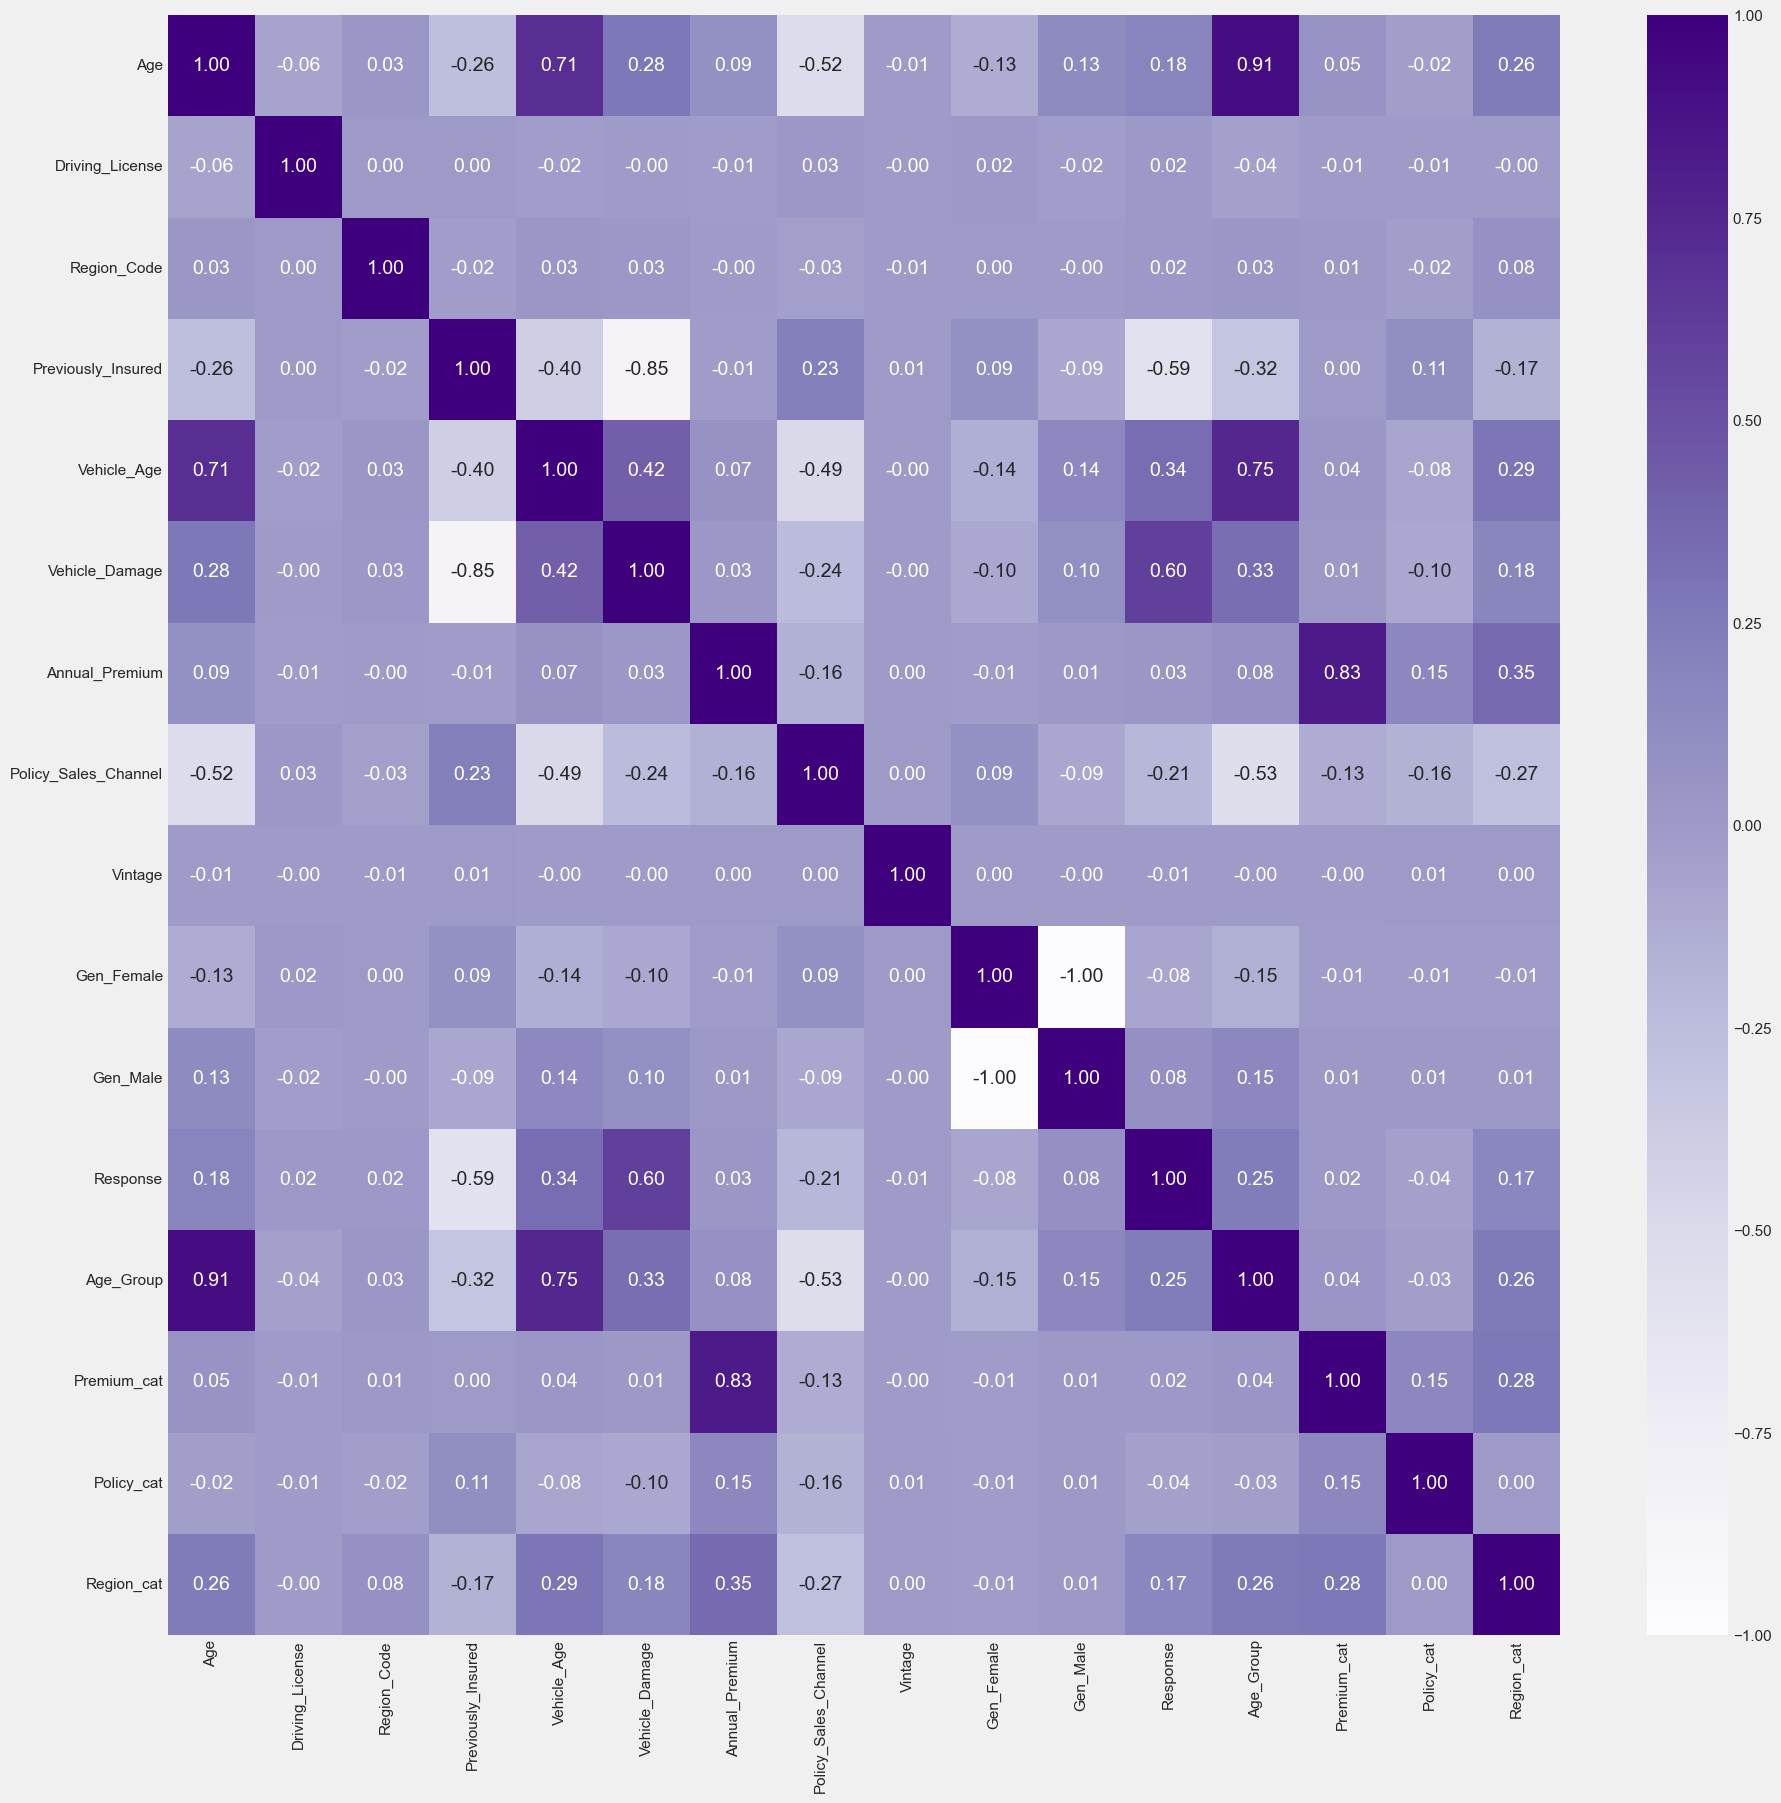 Age 1.00 -0.06 0.03 -0.26 0.71 0.28 0.09 -0.52 -0.01 -0.13 0.13 0.18 0.91 0.05 -0.02 0.26
Driving_License -0.06 1.00 0.00 0.00 -0.02 -0.00 -0.01 0.03 -0.00 0.02 -0.02 0.02 -0.04 -0.01 -0.01 -0.00
Region_Code 0.03 0.00 1.00 -0.02 0.03 0.03 -0.00 -0.03 -0.01 0.00 -0.00 0.02 0.03 0.01 -0.02 0.08
Previously_Insured -0.26 0.00 -0.02 1.00 -0.40 -0.85 -0.01 0.23 0.01 0.09 -0.09 -0.59 -0.32 0.00 0.11 -0.17
Vehicle_Age 0.71 -0.02 0.03 -0.40 1.00 0.42 0.07 -0.49 -0.00 -0.14 0.14 0.34 0.75 0.04 -0.08 0.29
Vehicle_Damage 0.28 -0.00 0.03 -0.85 0.42 1.00 0.03 -0.24 -0.00 -0.10 0.10 0.60 0.33 0.01 -0.10 0.18
Annual_Premium 0.09 -0.01 -0.00 -0.01 0.07 0.03 1.00 -0.16 0.00 -0.01 0.01 0.03 0.08 0.83 0.15 0.35
Policy_Sales_Channel -0.52 0.03 -0.03 0.23 -0.49 -0.24 -0.16 1.00 0.00 0.09 -0.09 -0.21 -0.53 -0.13 -0.16 -0.27
Vintage -0.01 -0.00 -0.01 0.01 -0.00 -0.00 0.00 0.00 1.00 0.00 -0.00 -0.01 -0.00 -0.00 0.01 0.00
Gen_Female -0.13 0.02 0.00 0.09 -0.14 -0.10 -0.01 0.09 0.00 1.00 -1.00 -0.08 -0.15 -0.01 -0.01 -0.01
Gen_Male 0.13 -0.02 -0.00 -0.09 0.14 0.10 0.01 -0.09 -0.00 -1.00 1.00 0.08 0.15 0.01 0.01 0.01
Response 0.18 0.02 0.02 -0.59 0.34 0.60 0.03 -0.21 -0.01 -0.08 0.08 1.00 0.25 0.02 -0.04 0.17
Age_Group 0.91 -0.04 0.03 -0.32 0.75 0.33 0.08 -0.53 -0.00 -0.15 0.15 0.25 1.00 0.04 -0.03 0.26
Premium_cat 0.05 -0.01 0.01 0.00 0.04 0.01 0.83 -0.13 -0.00 -0.01 0.01 0.02 0.04 1.00 0.15 0.28
Policy_cat -0.02 -0.01 -0.02 0.11 -0.08 -0.10 0.15 -0.16 0.01 -0.01 0.01 -0.04 -0.03 0.15 1.00 0.00
Region_cat 0.26 -0.00 0.08 -0.17 0.29 0.18 0.35 -0.27 0.00 -0.01 0.01 0.17 0.26 0.28 0.00 1.00
Age
Driving_License
Region_Code
Previously_Insured
Vehicle_Age
Vehicle_Damage
Annual_Premium
Policy_Sales_Channel
Vintage
Gen_Female
Gen_Male
Response
Age_Group
Premium_cat
Policy_cat
Region_cat
1.00
0.75
0.50
0.25
0.00
−0.25
−0.50
−0.75
−1.00